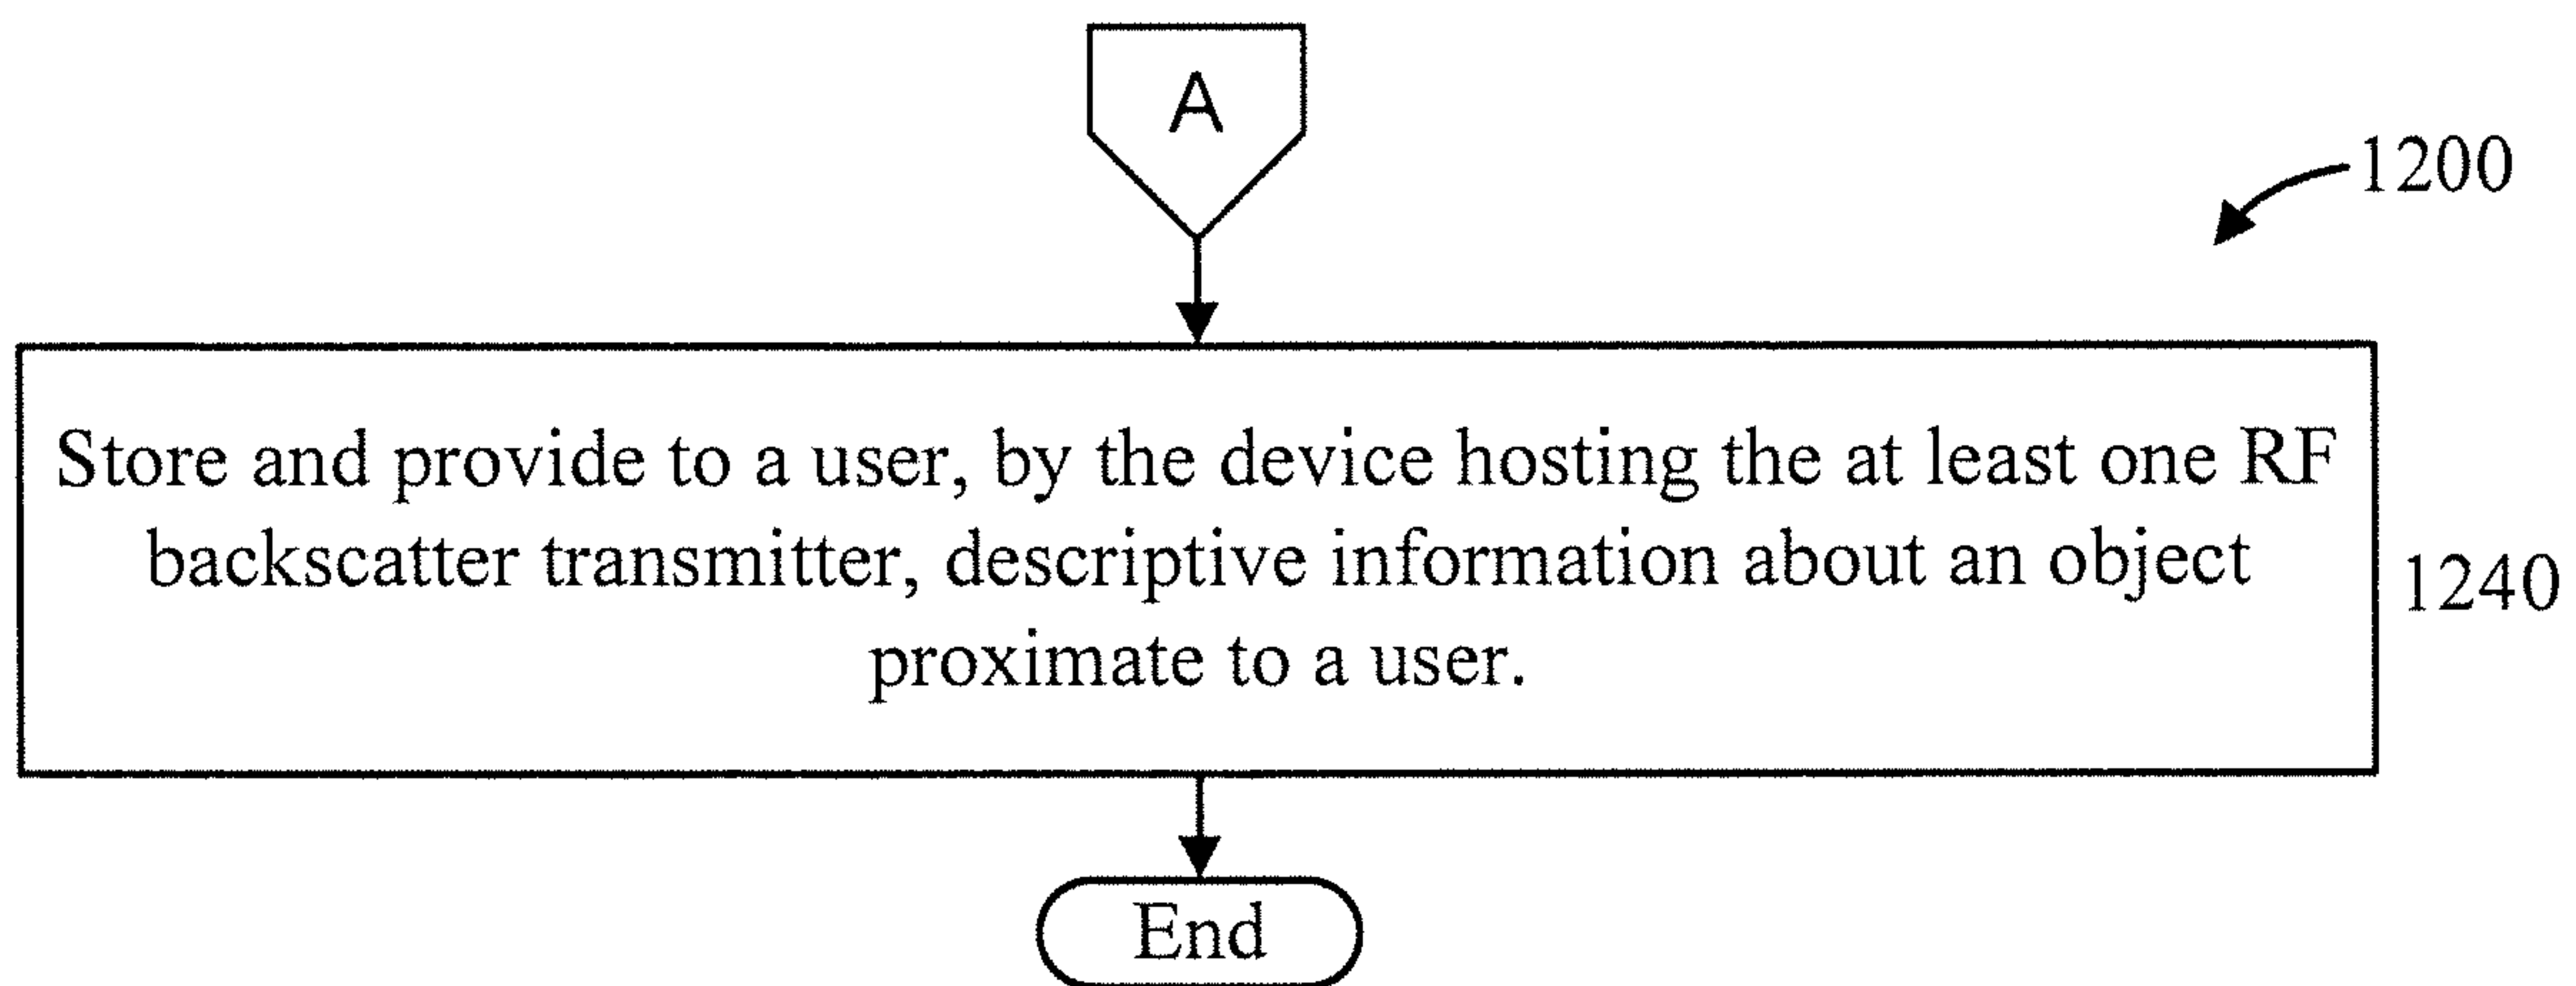 A
1200
Store and provide to a user, by the device hosting the at least one RF
backscatter transmitter, descriptive information about an object
proximate to a user.
1240
End